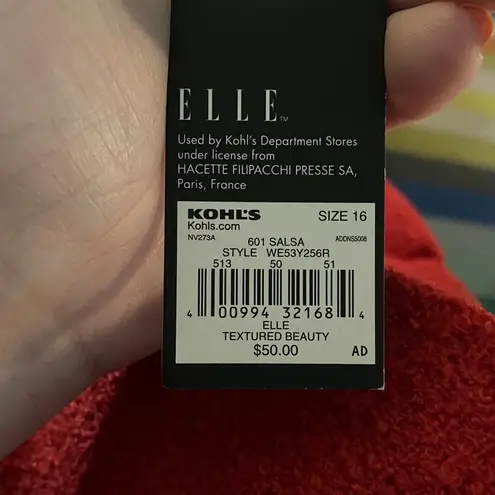 ELLE™
Used by Kohl's Department Stores
under license from
HACETTE FILIPACCHI PRESSE SA,
Paris, France
KOHL'S SIZE 16
Kohls.com
NV273A 601 SALSA ADDNS5008
STYLE WE53Y256R
513 50 51
4 00994 32168 4
ELLE
TEXTURED BEAUTY
$50.00 AD